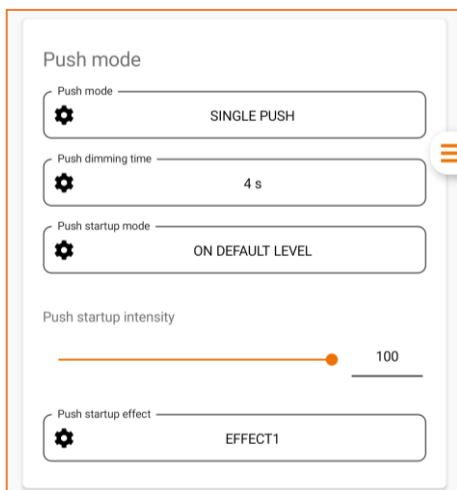 Push mode
Push mode
SINGLE PUSH
Push dimming time
4 s
Push startup mode
ON DEFAULT LEVEL
Push startup intensity
100
Push startup effect
EFFECT1